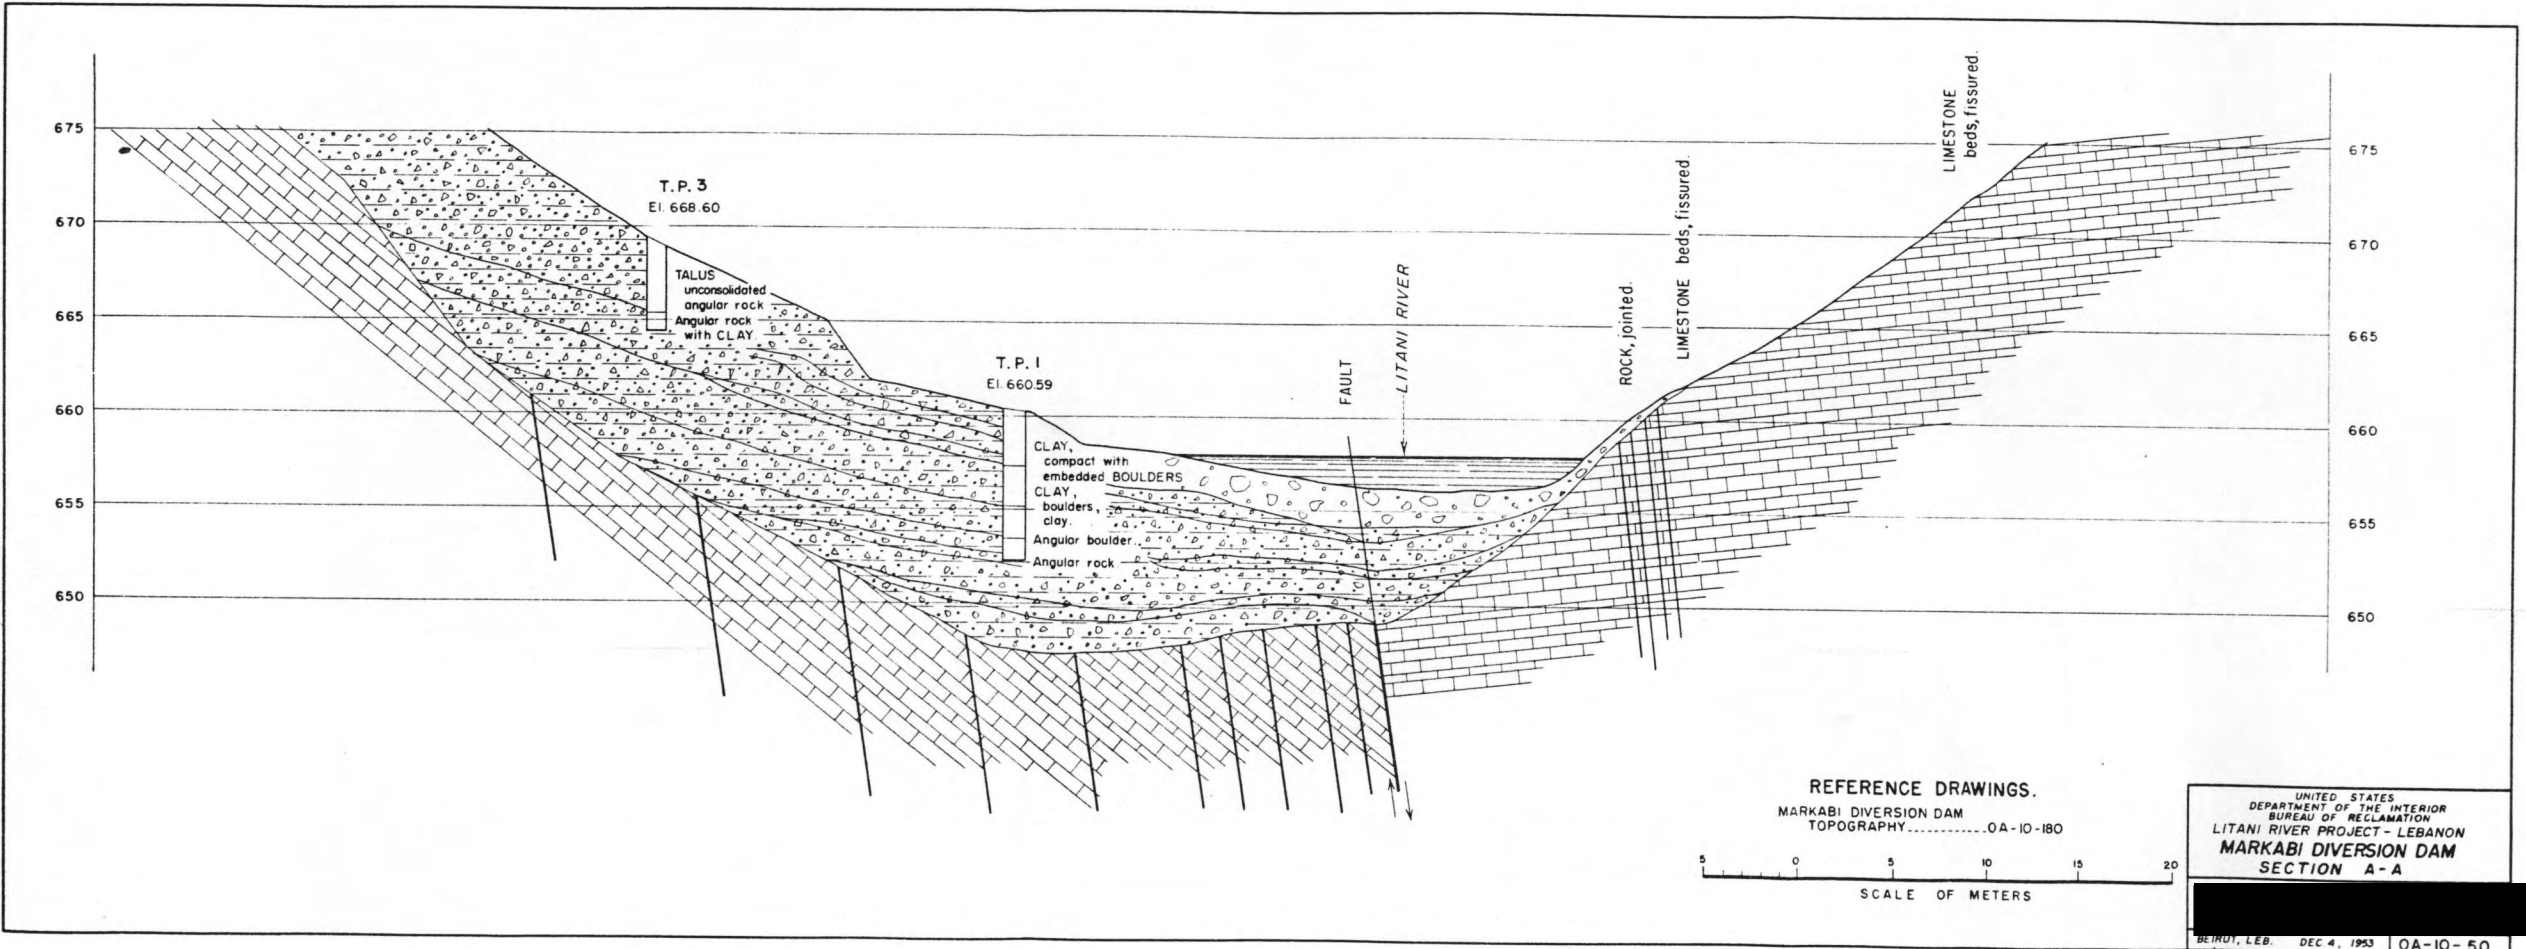 675
670
665
660
655
650
T.P. 3
El. 668.60
TALUS
unconsolidated
angular rock
Angular rock
with CLAY.
T.P. 1
El. 660.59
CLAY,
compact with
embedded BOULDERS
CLAY,
boulders,
clay.
Angular boulder.
Angular rock
FAULT
LITANI RIVER
ROCK, jointed.
LIMESTONE beds, fissured.
LIMESTONE
beds, fissured.
675
670
665
660
655
650
REFERENCE DRAWINGS.
MARKABI DIVERSION DAM
TOPOGRAPHY............OA-10-180
5 0 5 10 15 20
SCALE OF METERS
UNITED STATES
DEPARTMENT OF THE INTERIOR
BUREAU OF RECLAMATION
LITANI RIVER PROJECT - LEBANON
MARKABI DIVERSION DAM
SECTION A-A
BEIRUT, LEB. DEC 4, 1953 OA-10-50